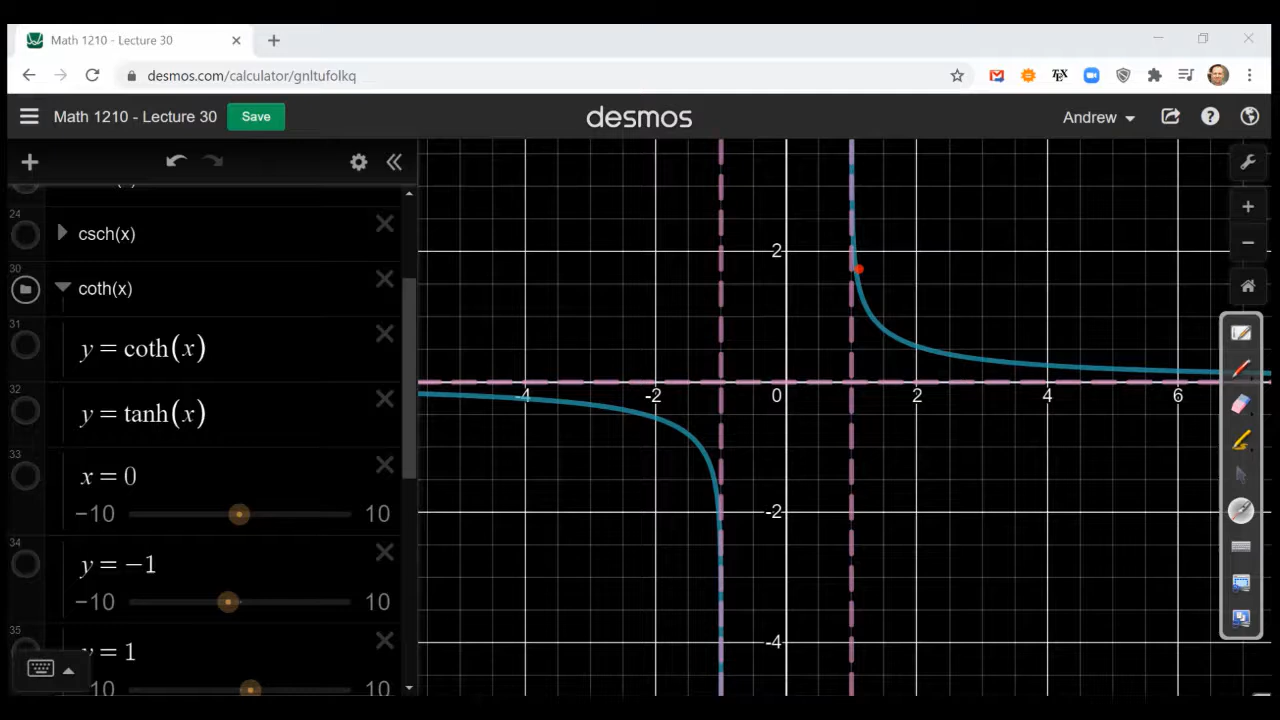 Math 1210 - Lecture 30
desmos.com/calculator/gnltufolkq
Math 1210 - Lecture 30
Save
desmos
Andrew
24
csch(x)
30
coth(x)
31
y = coth(x)
32
y = tanh(x)
33
x = 0
−10
10
34
y = −1
−10
10
35
y = 1
10
10
2
-4
-2
0
2
4
6
-2
-4
TEX